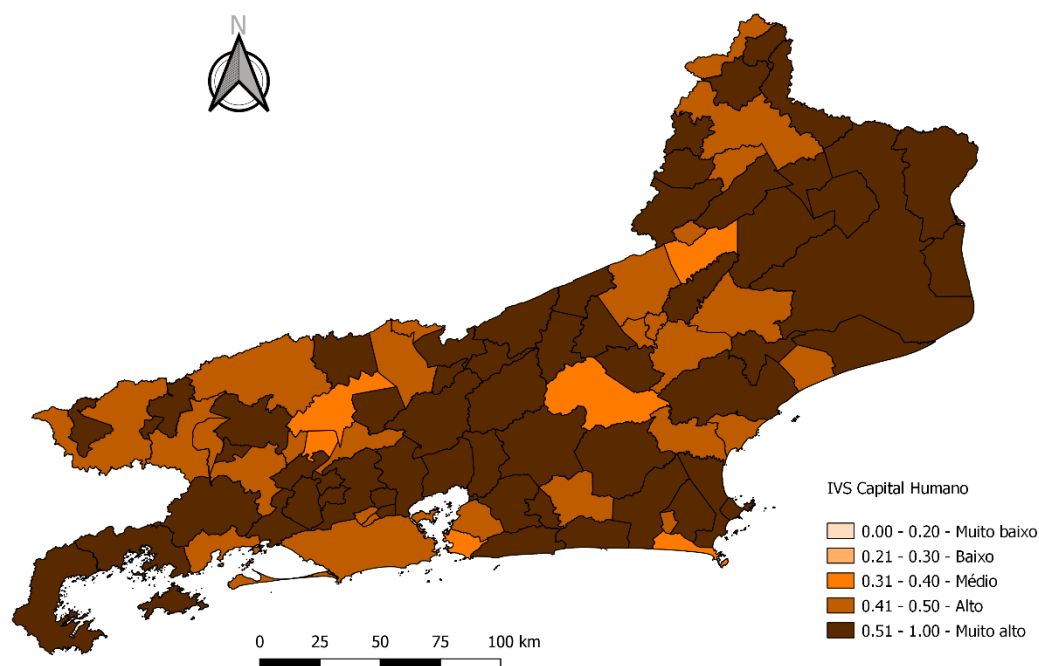 N
IVS Capital Humano
0.00 - 0.20 - Muito baixo
0.21 - 0.30 - Baixo
0.31 - 0.40 - Médio
0.41 - 0.50 - Alto
0.51 - 1.00 - Muito alto
0 25 50 75 100 km